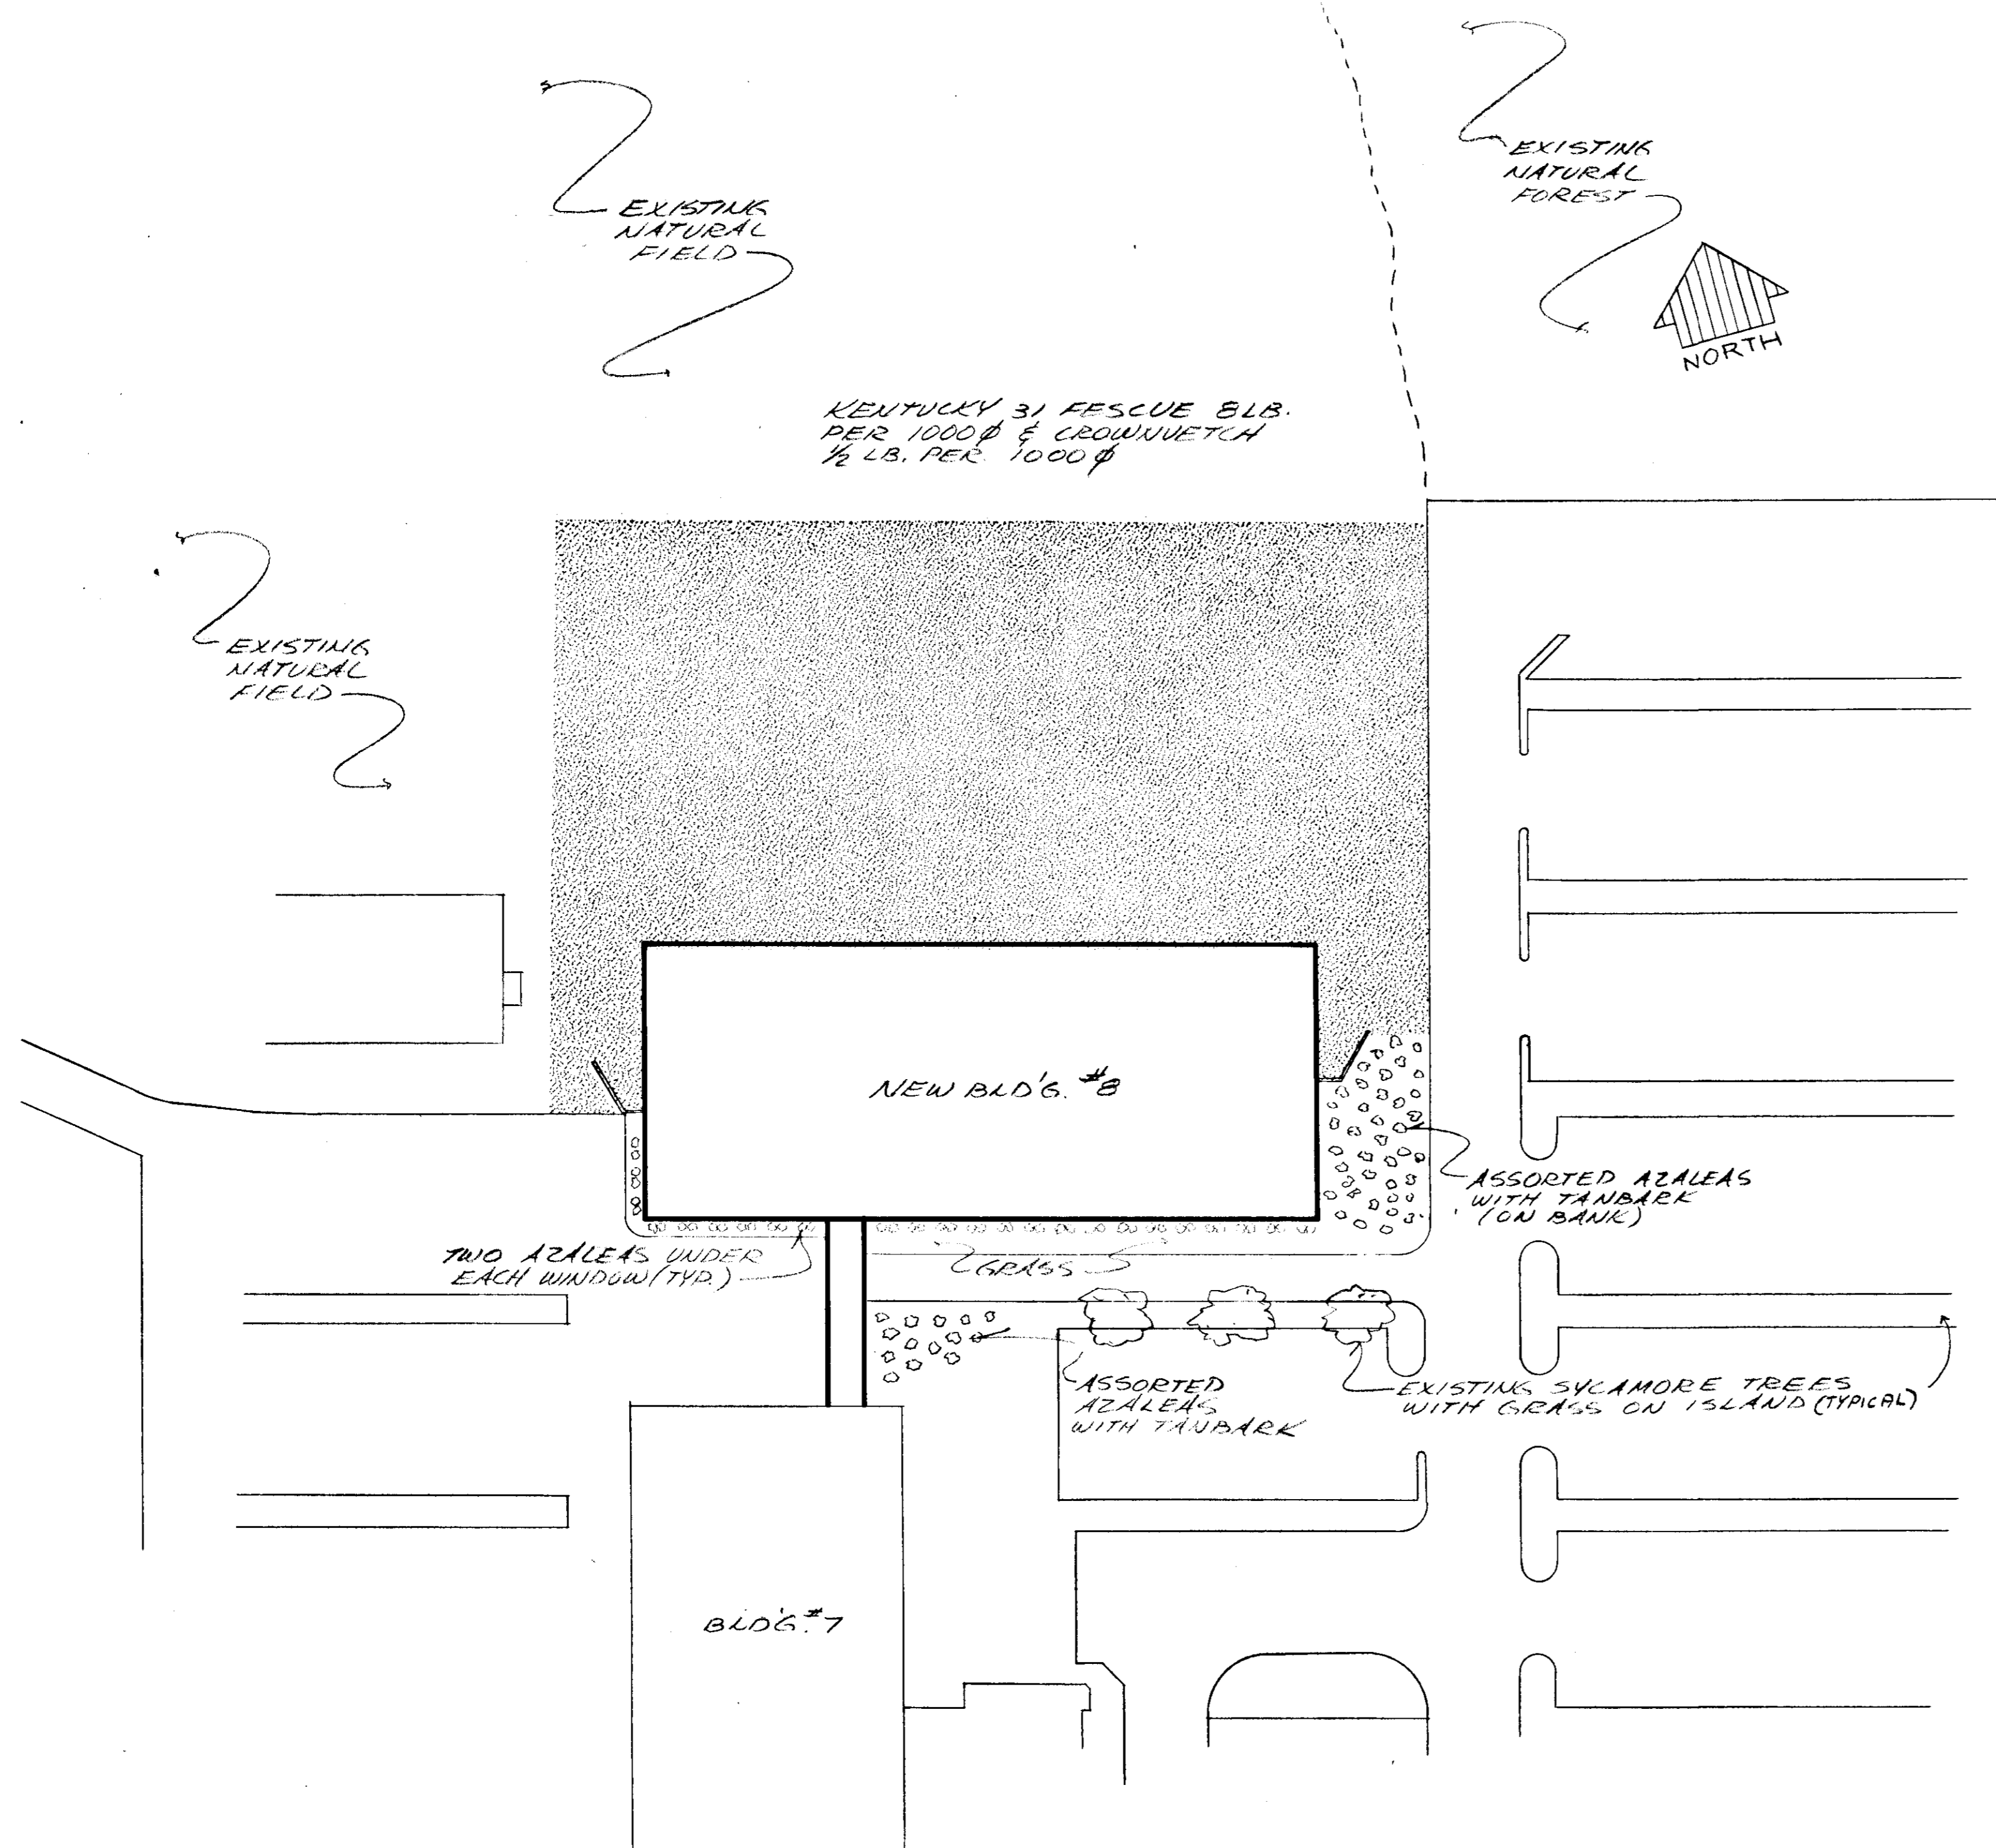 EXISTING
NATURAL
FOREST
EXISTING
NATURAL
FIELD
NORTH
KENTUCKY 31 FESCUE 8LB.
PER 1000⌀ & CROWNVETCH
½ LB. PER 1000⌀
EXISTING
NATURAL
FIELD
NEW BLD'G. #8
ASSORTED AZALEAS
WITH TANBARK
(ON BANK)
TWO AZALEAS UNDER
EACH WINDOW (TYP.)
GRASS
ASSORTED
AZALEAS
WITH TANBARK
EXISTING SYCAMORE TREES
WITH GRASS ON ISLAND (TYPICAL)
BLD'G. #7